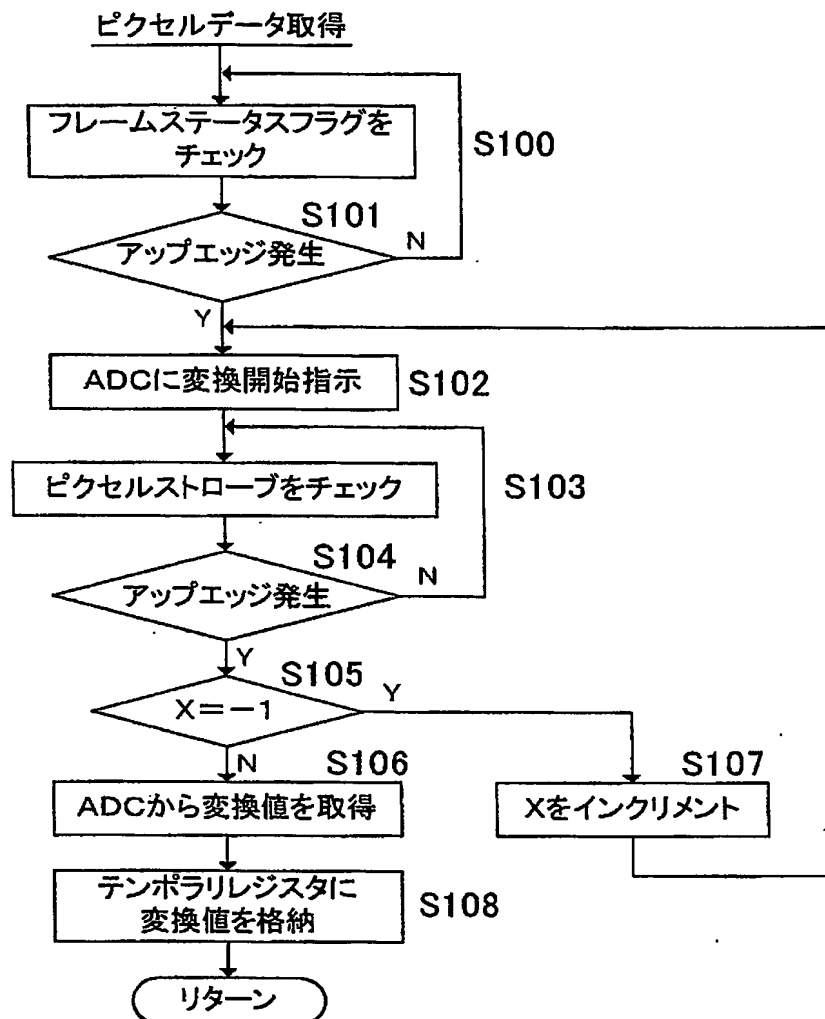 ピクセルデータ取得
フレームステータスフラグを
チェック
S100
S101
アップエッジ発生
N
Y
ADCに変換開始指示
S102
ピクセルストローブをチェック
S103
S104
アップエッジ発生
N
Y
S105
X=-1
Y
N
S106
ADCから変換値を取得
S107
Xをインクリメント
テンポラリレジスタに
変換値を格納
S108
リターン